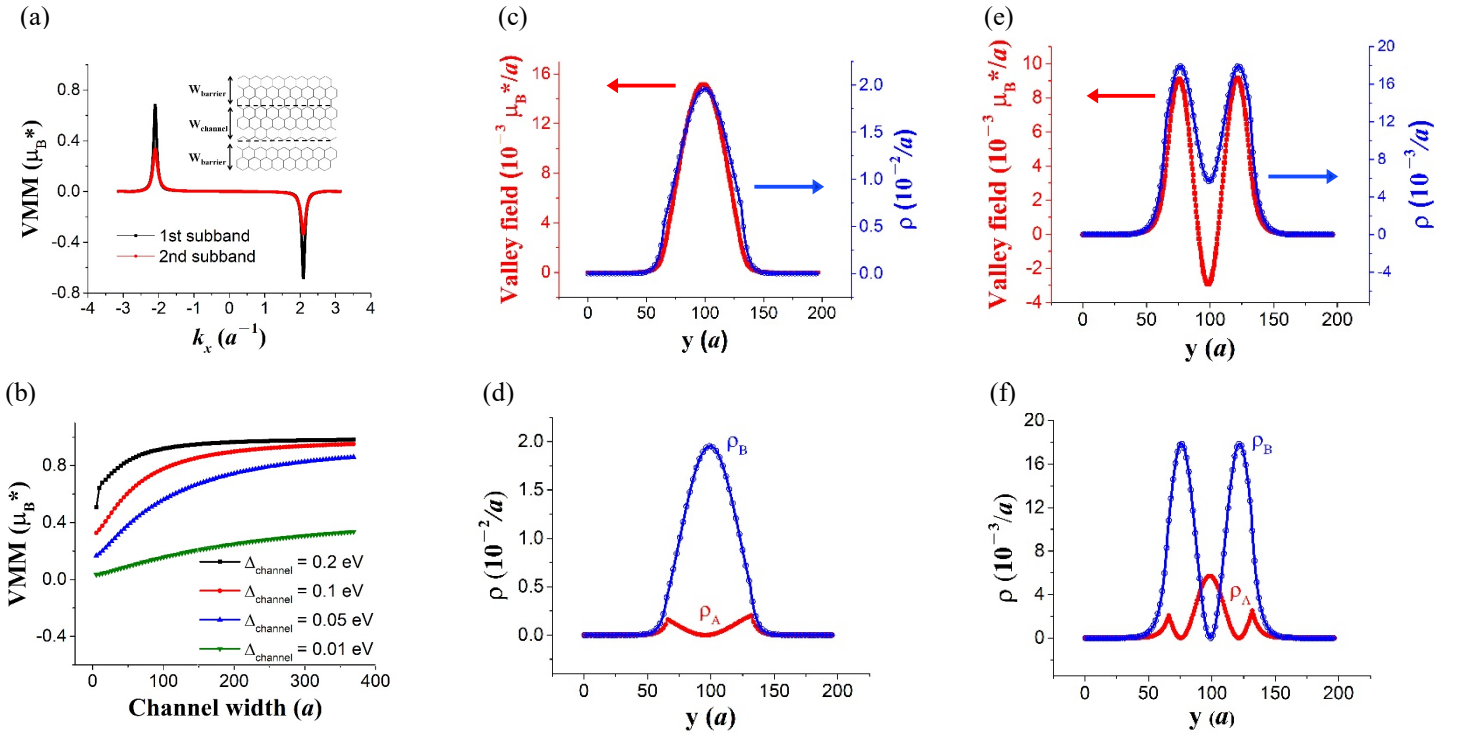 (a)
VMM (μB*)
0.8
0.4
0.0
-0.4
-0.8
Wbarrier
Wchannel
Wbarrier
1st subband
2nd subband
-4 -3 -2 -1 0 1 2 3 4
kx (a⁻¹)
(b)
VMM (μB*)
0.8
0.4
0.0
-0.4
Δchannel = 0.2 eV
Δchannel = 0.1 eV
Δchannel = 0.05 eV
Δchannel = 0.01 eV
0 100 200 300 400
Channel width (a)
(c)
Valley field (10⁻³ μB*/a)
16
12
8
4
0
ρ (10⁻²/a)
2.0
1.5
1.0
0.5
0.0
0 50 100 150 200
y (a)
(d)
ρ (10⁻²/a)
2.0
1.5
1.0
0.5
0.0
ρB
ρA
0 50 100 150 200
y (a)
(e)
Valley field (10⁻³ μB*/a)
10
8
6
4
2
0
-2
-4
ρ (10⁻³/a)
20
16
12
8
4
0
-4
0 50 100 150 200
y (a)
(f)
ρ (10⁻³/a)
20
16
12
8
4
0
ρB
ρA
0 50 100 150 200
y (a)